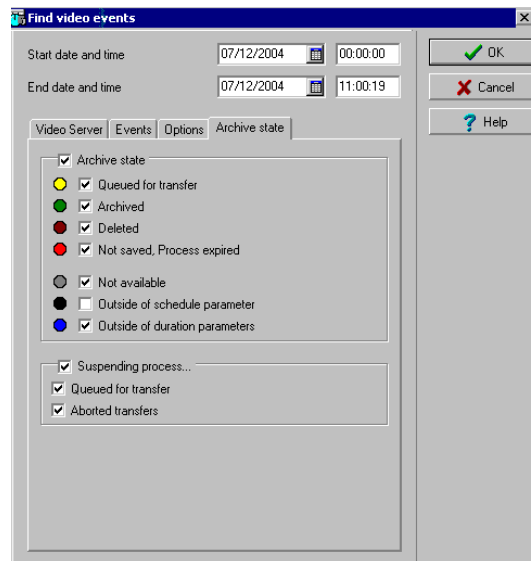 Find video events
Start date and time 07/12/2004 00:00:00 OK
End date and time 07/12/2004 11:00:19 Cancel
Help
Video Server Events Options Archive state
Archive state
Queued for transfer
Archived
Deleted
Not saved, Process expired
Not available
Outside of schedule parameter
Outside of duration parameters
Suspending process...
Queued for transfer
Aborted transfers